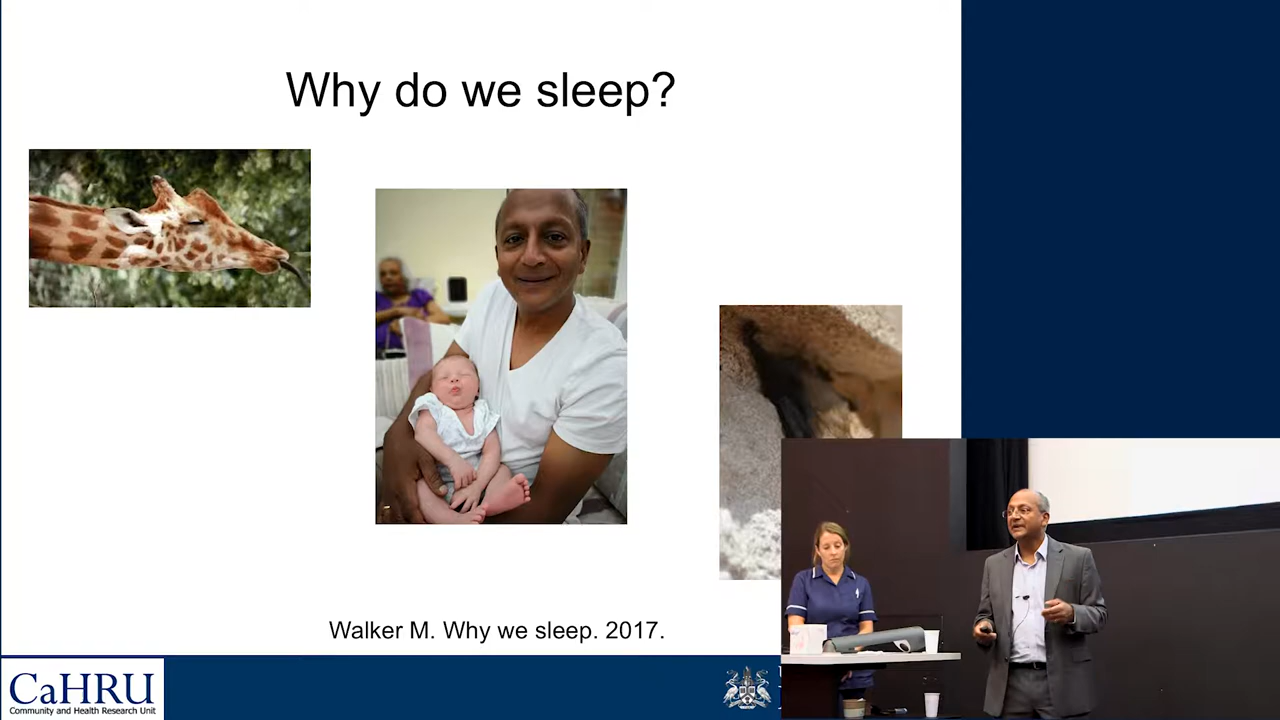 Why do we sleep?
Walker M. Why we sleep. 2017.
CaHRU
Community and Health Research Unit